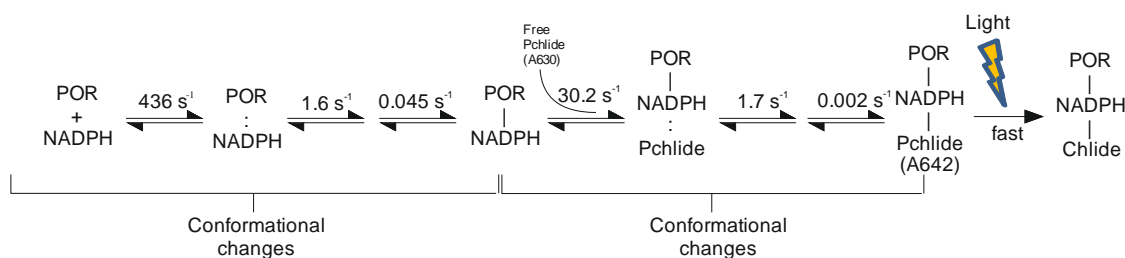 Light
Free
Pchlide
(A630)
POR
+
NADPH
436 s⁻¹
POR
:
NADPH
1.6 s⁻¹
0.045 s⁻¹
POR
NADPH
30.2 s⁻¹
POR
NADPH
:
Pchlide
1.7 s⁻¹
0.002 s⁻¹
POR
NADPH
Pchlide
(A642)
fast
POR
NADPH
Chlide
Conformational
changes
Conformational
changes